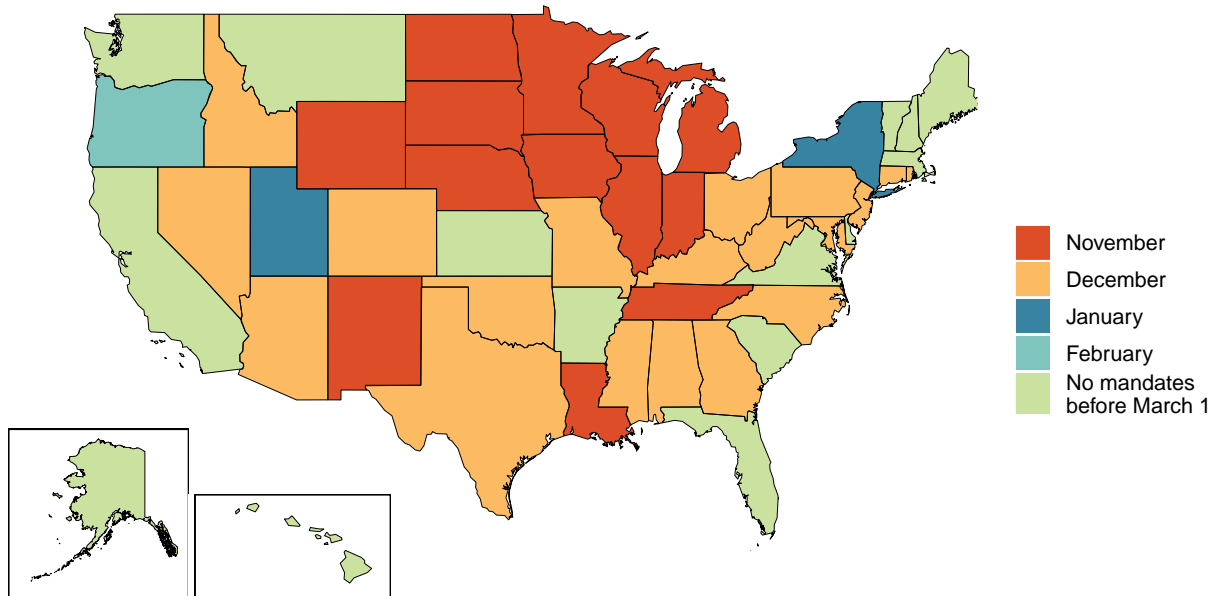 November
December
January
February
No mandates
before March 1